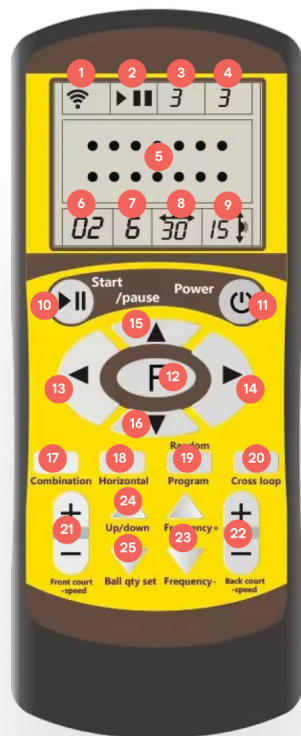 1 2 3 4
3 3
5
6 7 8 9
02 6 30 15
Start
/pause
Power
10 11
15
F 12
13 14
16
Random
17 18 19 20
Combination Horizontal Program Cross loop
24
+ +
21 Up/down Frequency+ 22
25 23
− −
Front court
-speed
Ball qty set Frequency-
Back court
-speed